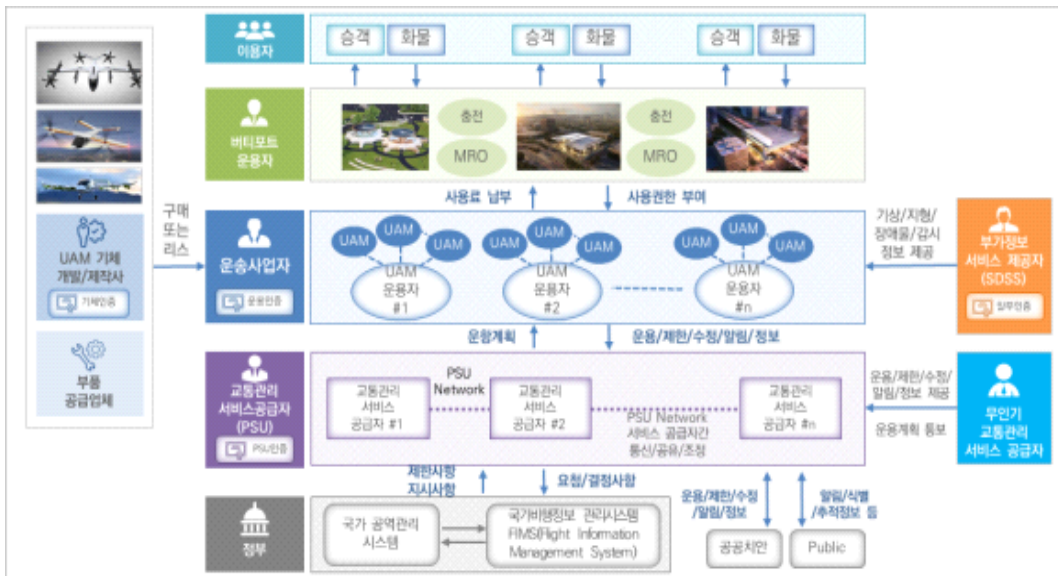 이용자
승객 화물 승객 화물 승객 화물
버티포트
운용자
충전
MRO
충전
MRO
사용료 납부
사용권한 부여
UAM 기체
개발/제작사
기체인증
부품
공급업체
구매
또는
리스
운송사업자
운용인증
UAM UAM UAM
UAM
운용자
#1
UAM UAM UAM
UAM
운용자
#2
UAM UAM UAM
UAM
운용자
#n
기상/지형/
장애물/감시
정보 제공
부가정보
서비스 제공자
(SDSS)
일부인증
운항계획
운용/제한/수정/알림/정보
교통관리
서비스공급자
(PSU)
PSU인증
PSU
Network
교통관리
서비스
공급자 #1
교통관리
서비스
공급자 #2
PSU Network
서비스 공급자간
통신/공유/조정
교통관리
서비스
공급자 #n
운용/제한/수정/
알림/정보 제공
운용계획 통보
무인기
교통관리
서비스 공급자
제한사항
지시사항
요청/결정사항
운용/제한/수정
/알림/정보
알림/식별
/추적정보 등
정부
국가 공역관리
시스템
국가비행정보 관리시스템
FIMS(Flight Information
Management System)
공공치안
Public